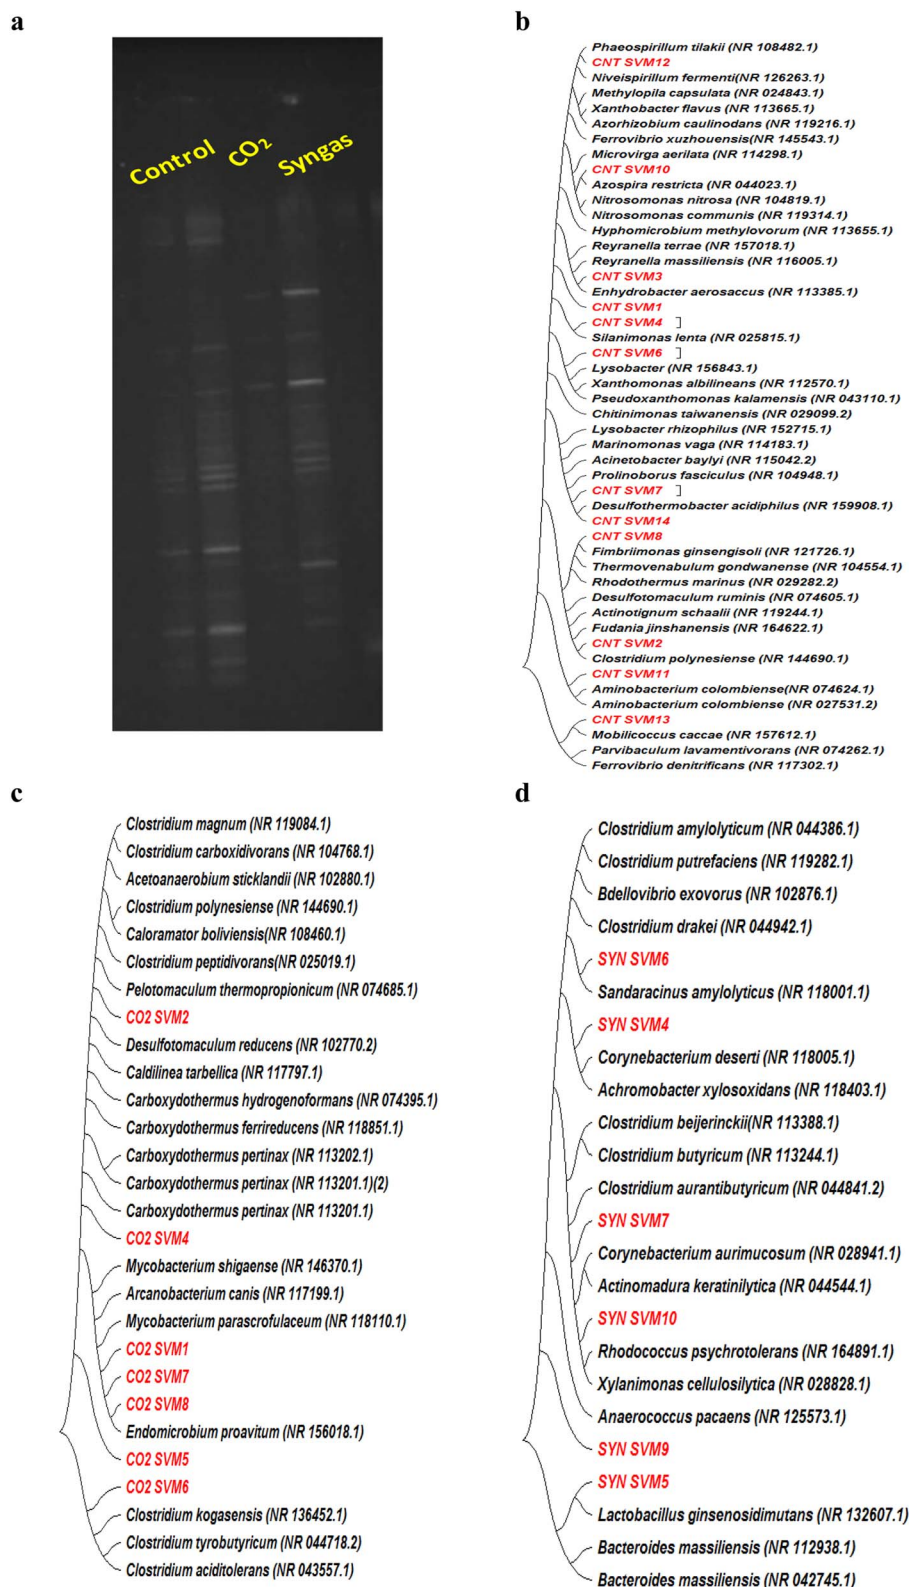 a
Control CO₂ Syngas
b
Phaespirillum tilakii (NR 108482.1)
CNT SVM12
Niveispirillum fermenti(NR 126263.1)
Methylopila capsulata (NR 024843.1)
Xanthobacter flavus (NR 113665.1)
Azorhizobium caulinodans (NR 119216.1)
Ferrovibrio xuzhouensis(NR 145543.1)
Microvirga aerilata (NR 114298.1)
CNT SVM10
Azospira restricta (NR 044023.1)
Nitrosomonas nitrosa (NR 104819.1)
Nitrosomonas communis (NR 119314.1)
Hyphomicrobium methylovorum (NR 113655.1)
Reyranella terrae (NR 157018.1)
Reyranella massiliensis (NR 116005.1)
CNT SVM3
Enhydrobacter aerosaccus (NR 113385.1)
CNT SVM1
CNT SVM4
Silanimonas lenta (NR 025815.1)
CNT SVM6
Lysobacter (NR 156843.1)
Xanthomonas albilineans (NR 112570.1)
Pseudoxanthomonas kalamensis (NR 043110.1)
Chitinimonas taiwanensis (NR 029099.2)
Lysobacter rhizophilus (NR 152715.1)
Marinomonas vaga (NR 114183.1)
Acinetobacter baylyi (NR 115042.2)
Prolinoborus fasciculus (NR 104948.1)
CNT SVM7
Desulfothermobacter acidiphilus (NR 159908.1)
CNT SVM14
CNT SVM8
Fimbriimonas ginsengisoli (NR 121726.1)
Thermovenabulum gondwanense (NR 104554.1)
Rhodothermus marinus (NR 029282.2)
Desulfotomaculum ruminis (NR 074605.1)
Actinotignum schaalii (NR 119244.1)
Fudania jinshanensis (NR 164622.1)
CNT SVM2
Clostridium polynesiense (NR 144690.1)
CNT SVM11
Aminobacterium colombiense(NR 074624.1)
Aminobacterium colombiense (NR 027531.2)
CNT SVM13
Mobilicoccus caccae (NR 157612.1)
Parvibaculum lavamentivorans (NR 074262.1)
Ferrovibrio denitrificans (NR 117302.1)
c
Clostridium magnum (NR 119084.1)
Clostridium carboxidivorans (NR 104768.1)
Acetoanaerobium sticklandii (NR 102880.1)
Clostridium polynesiense (NR 144690.1)
Caloramator boliviensis(NR 108460.1)
Clostridium peptidivorans(NR 025019.1)
Pelotomaculum thermopropionicum (NR 074685.1)
CO2 SVM2
Desulfotomaculum reducens (NR 102770.2)
Caldilinea tarbellica (NR 117797.1)
Carboxydothermus hydrogenoformans (NR 074395.1)
Carboxydothermus ferrireducens (NR 118851.1)
Carboxydothermus pertinax (NR 113202.1)
Carboxydothermus pertinax (NR 113201.1)(2)
Carboxydothermus pertinax (NR 113201.1)
CO2 SVM4
Mycobacterium shigaense (NR 146370.1)
Arcanobacterium canis (NR 117199.1)
Mycobacterium parascrofulaceum (NR 118110.1)
CO2 SVM1
CO2 SVM7
CO2 SVM8
Endomicrobium proavitum (NR 156018.1)
CO2 SVM5
CO2 SVM6
Clostridium kogasensis (NR 136452.1)
Clostridium tyrobutyricum (NR 044718.2)
Clostridium aciditolerans (NR 043557.1)
d
Clostridium amylolyticum (NR 044386.1)
Clostridium putrefaciens (NR 119282.1)
Bdellovibrio exovorus (NR 102876.1)
Clostridium drakei (NR 044942.1)
SYN SVM6
Sandaracinus amylolyticus (NR 118001.1)
SYN SVM4
Corynebacterium deserti (NR 118005.1)
Achromobacter xylosoxidans (NR 118403.1)
Clostridium beijerinckii(NR 113388.1)
Clostridium butyricum (NR 113244.1)
Clostridium aurantibutyricum (NR 044841.2)
SYN SVM7
Corynebacterium aurimucosum (NR 028941.1)
Actinomadura keratinilytica (NR 044544.1)
SYN SVM10
Rhodococcus psychrotolerans (NR 164891.1)
Xylanimonas cellulosilytica (NR 028828.1)
Anaerococcus pacaens (NR 125573.1)
SYN SVM9
SYN SVM5
Lactobacillus ginsenosidimutans (NR 132607.1)
Bacteroides massiliensis (NR 112938.1)
Bacteroides massiliensis (NR 042745.1)